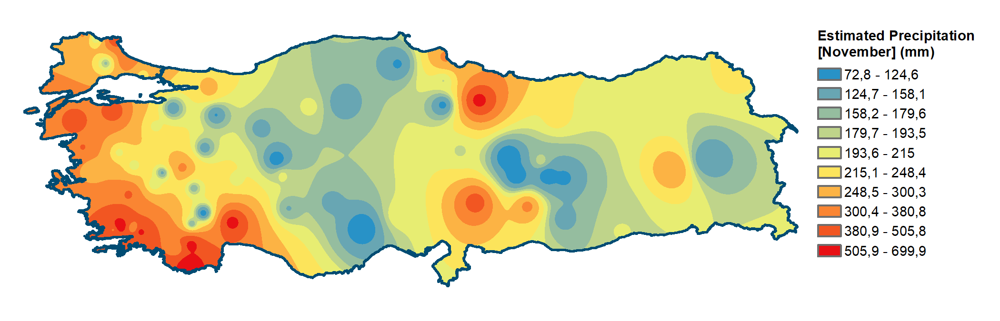 Estimated Precipitation
[November] (mm)
72,8 - 124,6
124,7 - 158,1
158,2 - 179,6
179,7 - 193,5
193,6 - 215
215,1 - 248,4
248,5 - 300,3
300,4 - 380,8
380,9 - 505,8
505,9 - 699,9